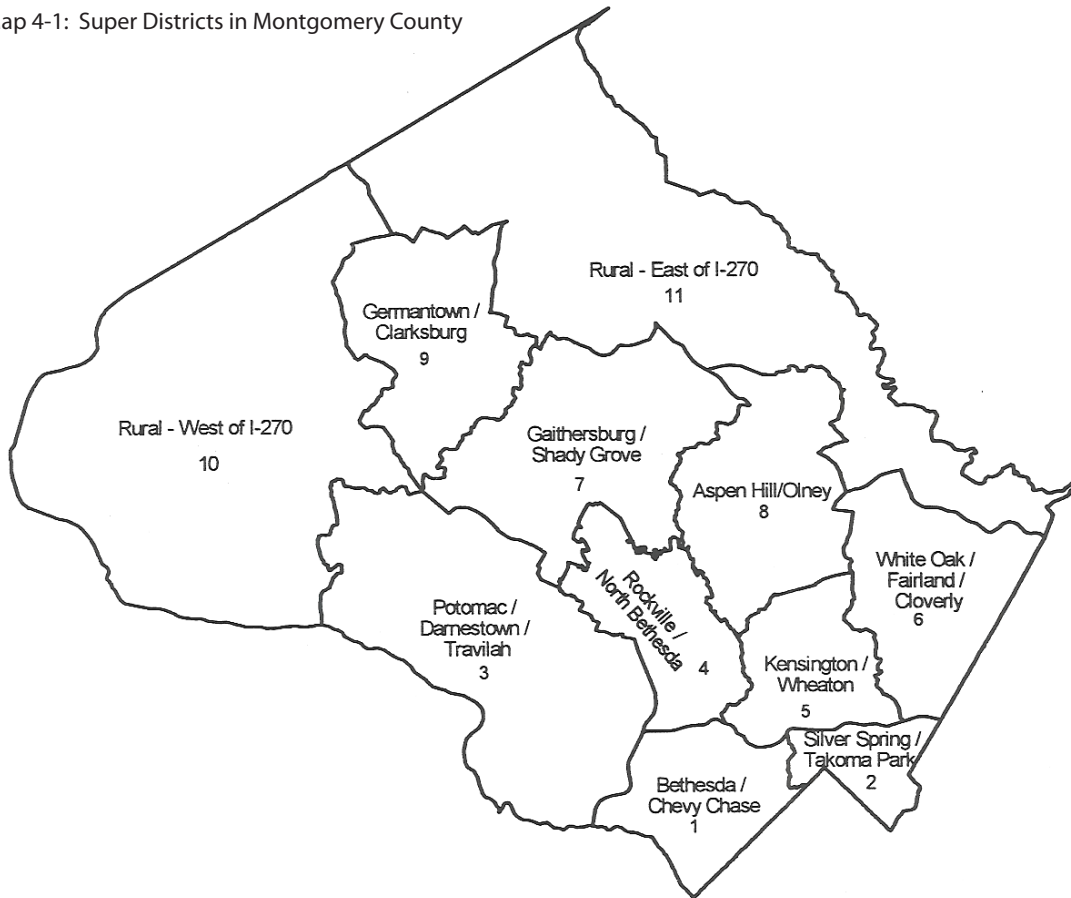 ap 4-1: Super Districts in Montgomery County
Rural - East of I-270
11
Germantown /
Clarksburg
9
Rural - West of I-270
10
Gaithersburg /
Shady Grove
7
Aspen Hill/Olney
8
White Oak /
Fairland /
Cloverly
6
Rockville /
North Bethesda
4
Potomac /
Darnestown /
Travilah
3
Kensington /
Wheaton
5
Silver Spring /
Takoma Park
2
Bethesda /
Chevy Chase
1